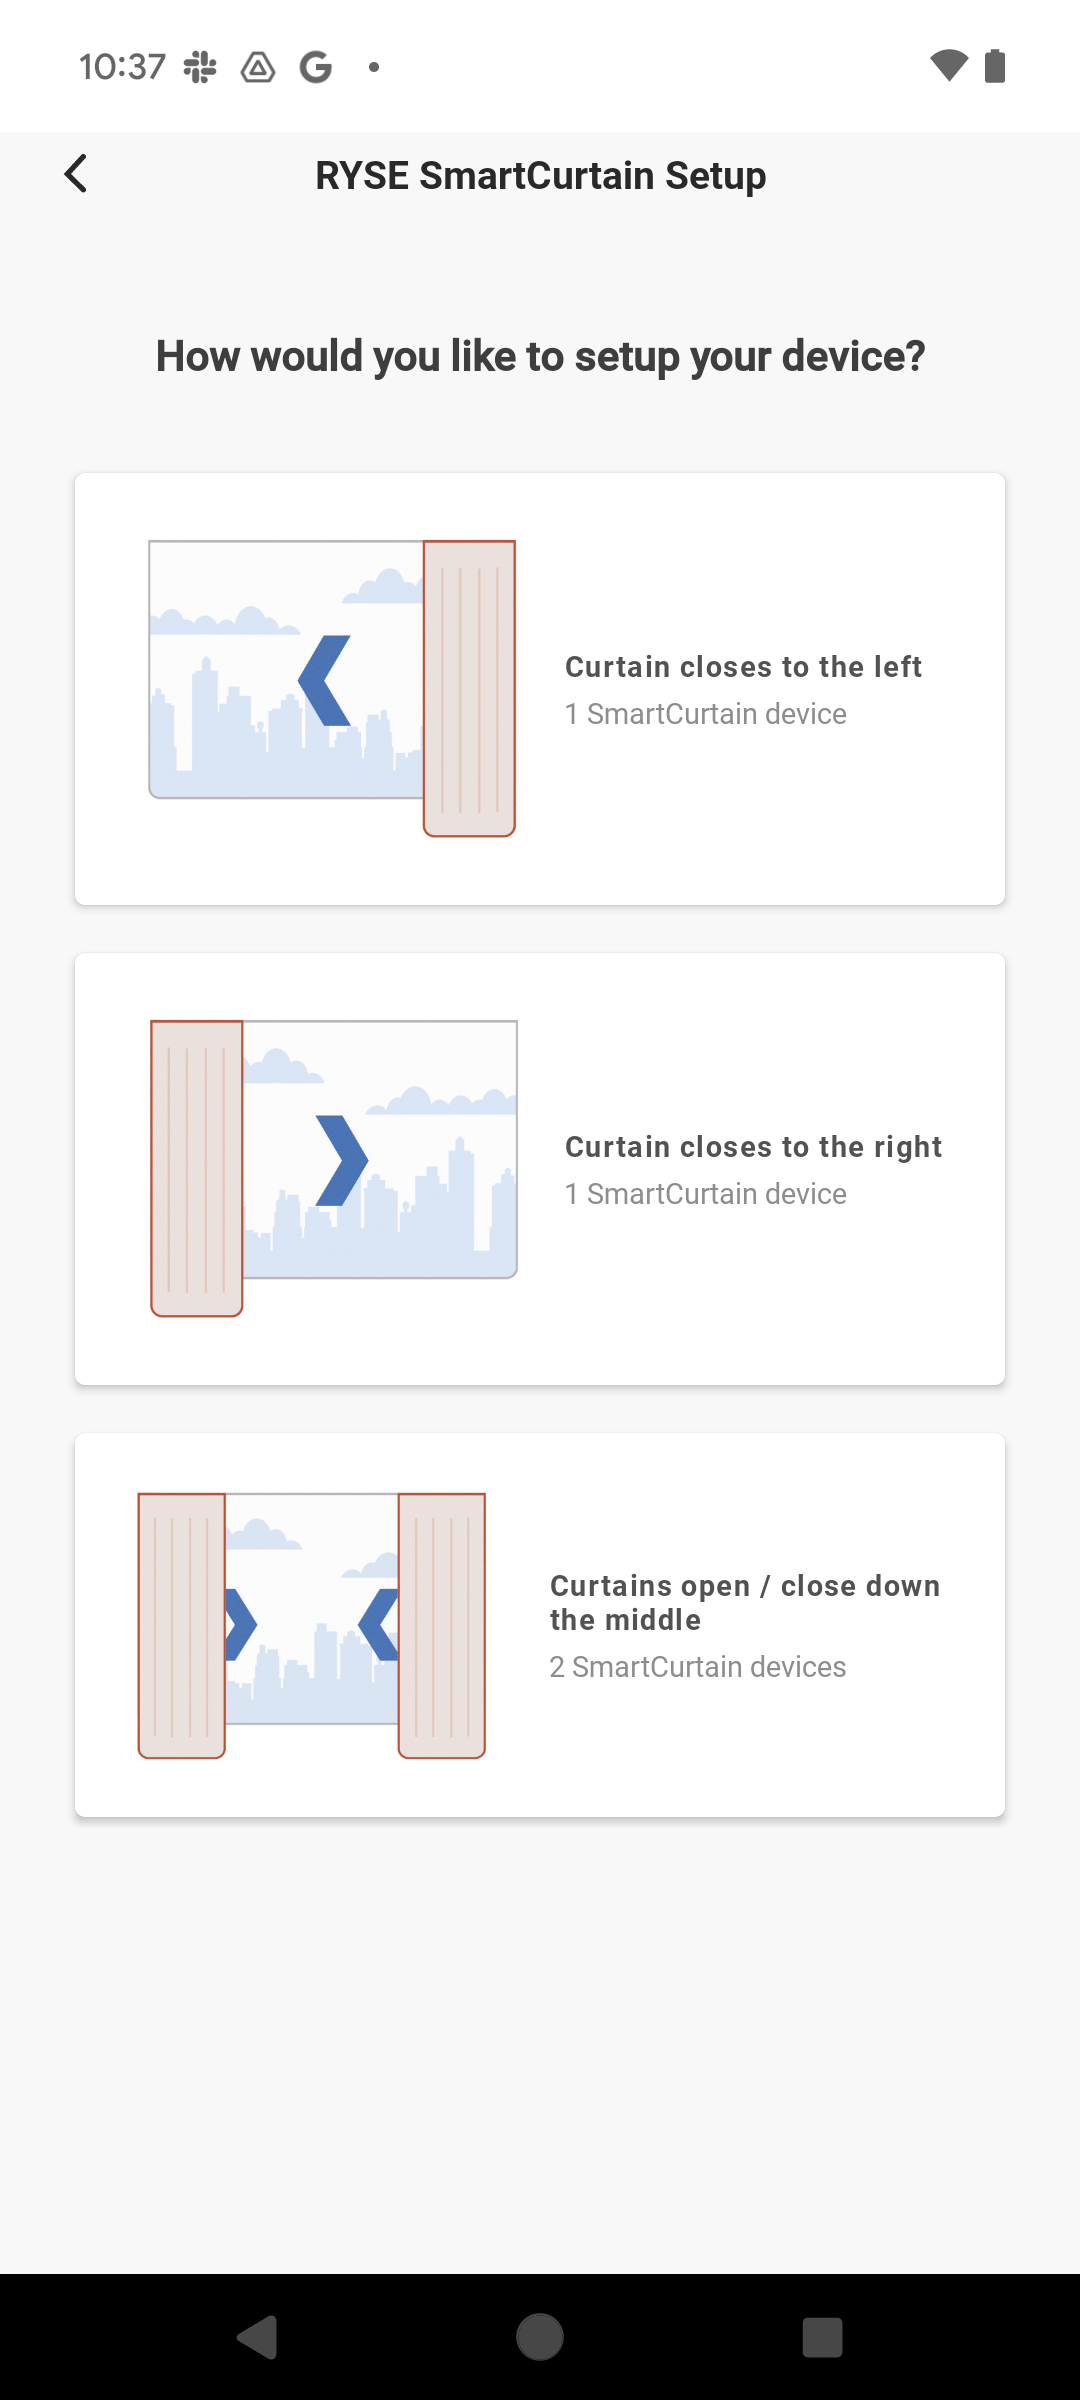 10:37
RYSE SmartCurtain Setup
How would you like to setup your device?
Curtain closes to the left
1 SmartCurtain device
Curtain closes to the right
1 SmartCurtain device
Curtains open / close down
the middle
2 SmartCurtain devices